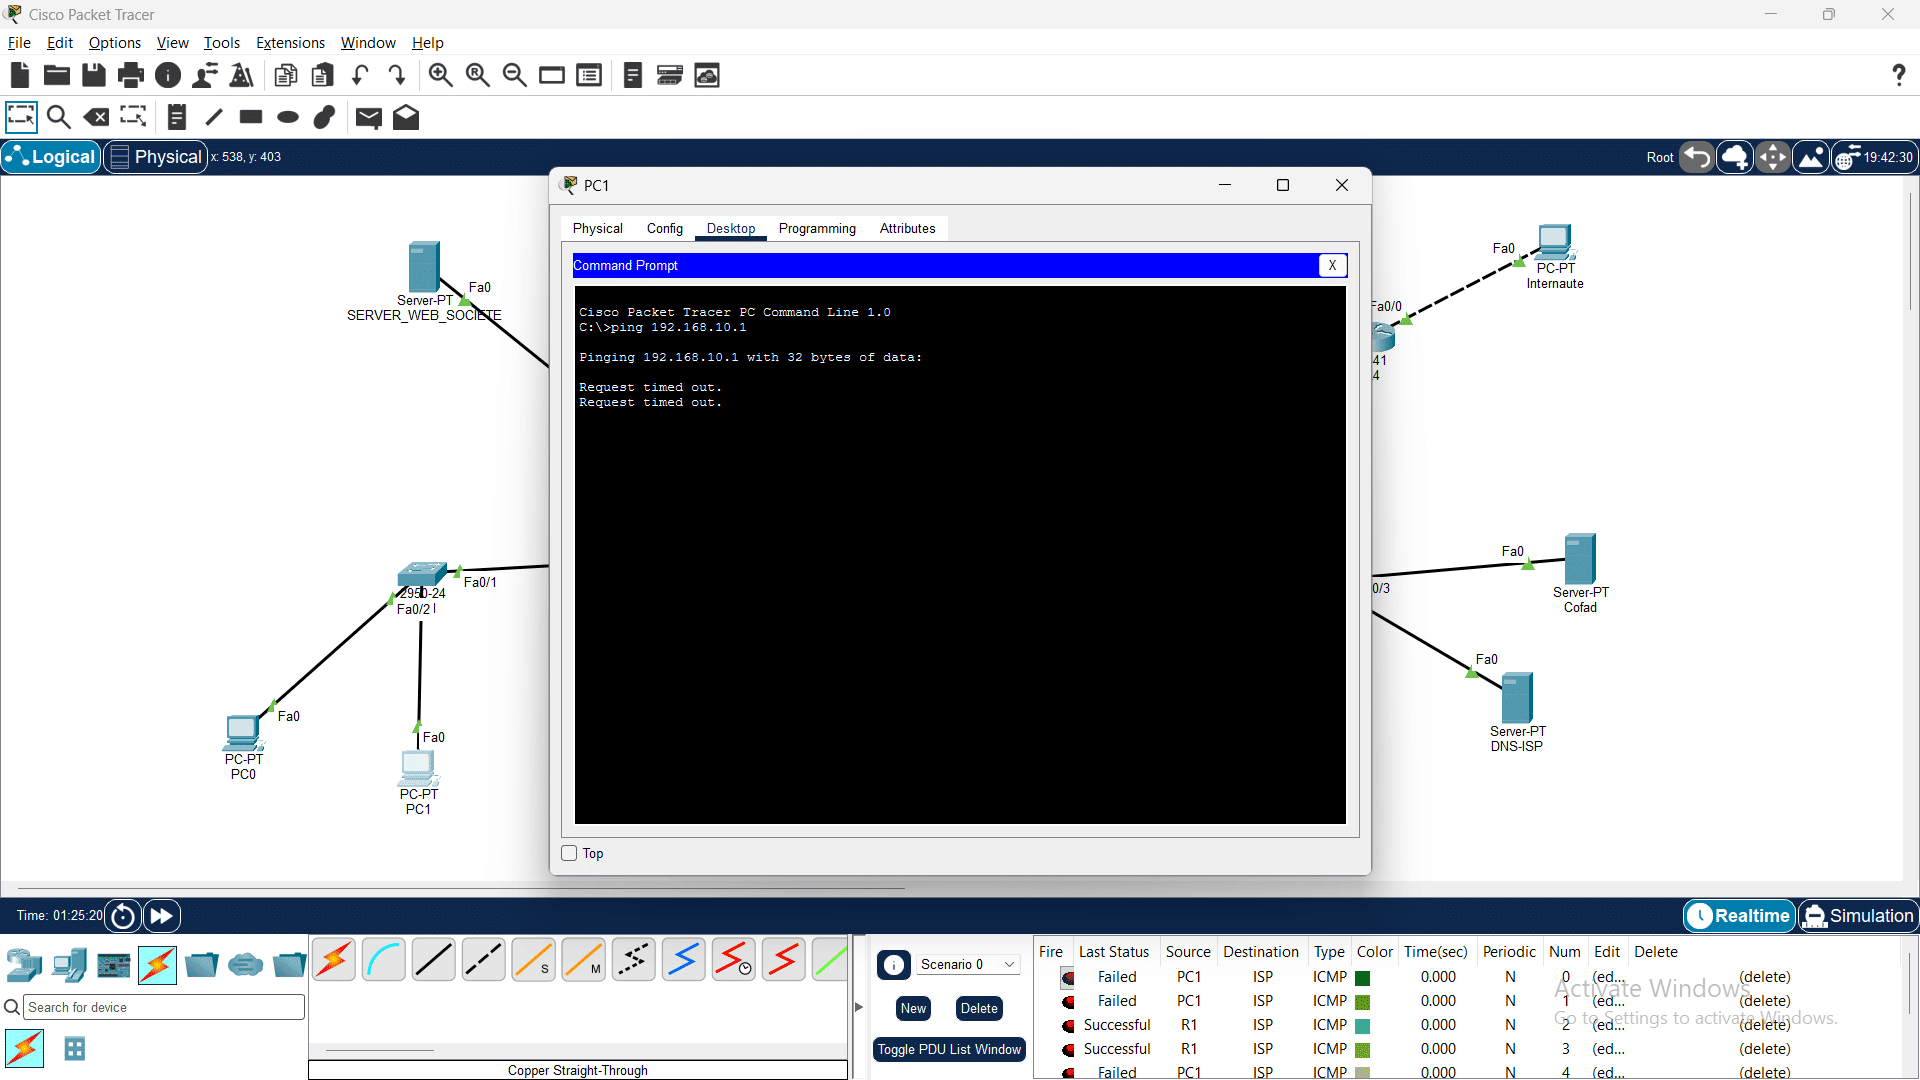 Cisco Packet Tracer
File Edit Options View Tools Extensions Window Help
Logical Physical x: 538, y: 403 Root 19:42:30
PC1
Physical Config Desktop Programming Attributes
Command Prompt X
Cisco Packet Tracer PC Command Line 1.0
C:\>ping 192.168.10.1
Pinging 192.168.10.1 with 32 bytes of data:
Request timed out.
Request timed out.
Top
Fa0
Server-PT
SERVER_WEB_SOCIETE
Fa0/1
2950-24
Fa0/2
Fa0
PC-PT
PC0
Fa0
PC-PT
PC1
Fa0
PC-PT
Internaute
Fa0/0
41
4
Fa0
0/3
Server-PT
Cofad
Fa0
Server-PT
DNS-ISP
Time: 01:25:20 Realtime Simulation
Search for device
S M
Copper Straight-Through
Scenario 0
New Delete
Toggle PDU List Window
Fire Last Status Source Destination Type Color Time(sec) Periodic Num Edit Delete
Failed PC1 ISP ICMP 0.000 N 0 (ed... (delete)
Failed PC1 ISP ICMP 0.000 N 1 (ed... (delete)
Successful R1 ISP ICMP 0.000 N 2 (ed... (delete)
Successful R1 ISP ICMP 0.000 N 3 (ed... (delete)
Failed PC1 ISP ICMP 0.000 N 4 (ed... (delete)
Activate Windows
Go to Settings to activate Windows.